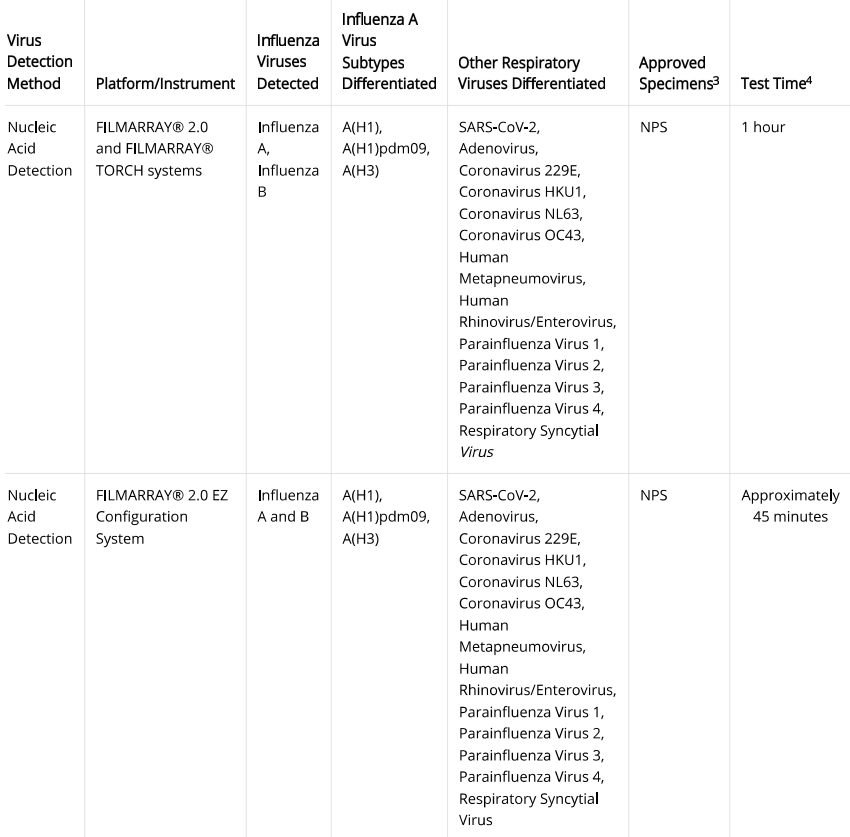 Virus
Detection
Method
Platform/Instrument
Influenza
Viruses
Detected
Influenza A
Virus
Subtypes
Differentiated
Other Respiratory
Viruses Differentiated
Approved
Specimens³
Test Time⁴
Nucleic
Acid
Detection
FILMARRAY® 2.0
and FILMARRAY®
TORCH systems
Influenza
A,
Influenza
B
A(H1),
A(H1)pdm09,
A(H3)
SARS-CoV-2,
Adenovirus,
Coronavirus 229E,
Coronavirus HKU1,
Coronavirus NL63,
Coronavirus OC43,
Human
Metapneumovirus,
Human
Rhinovirus/Enterovirus,
Parainfluenza Virus 1,
Parainfluenza Virus 2,
Parainfluenza Virus 3,
Parainfluenza Virus 4,
Respiratory Syncytial
Virus
NPS
1 hour
Nucleic
Acid
Detection
FILMARRAY® 2.0 EZ
Configuration
System
Influenza
A and B
A(H1),
A(H1)pdm09,
A(H3)
SARS-CoV-2,
Adenovirus,
Coronavirus 229E,
Coronavirus HKU1,
Coronavirus NL63,
Coronavirus OC43,
Human
Metapneumovirus,
Human
Rhinovirus/Enterovirus,
Parainfluenza Virus 1,
Parainfluenza Virus 2,
Parainfluenza Virus 3,
Parainfluenza Virus 4,
Respiratory Syncytial
Virus
NPS
Approximately
45 minutes